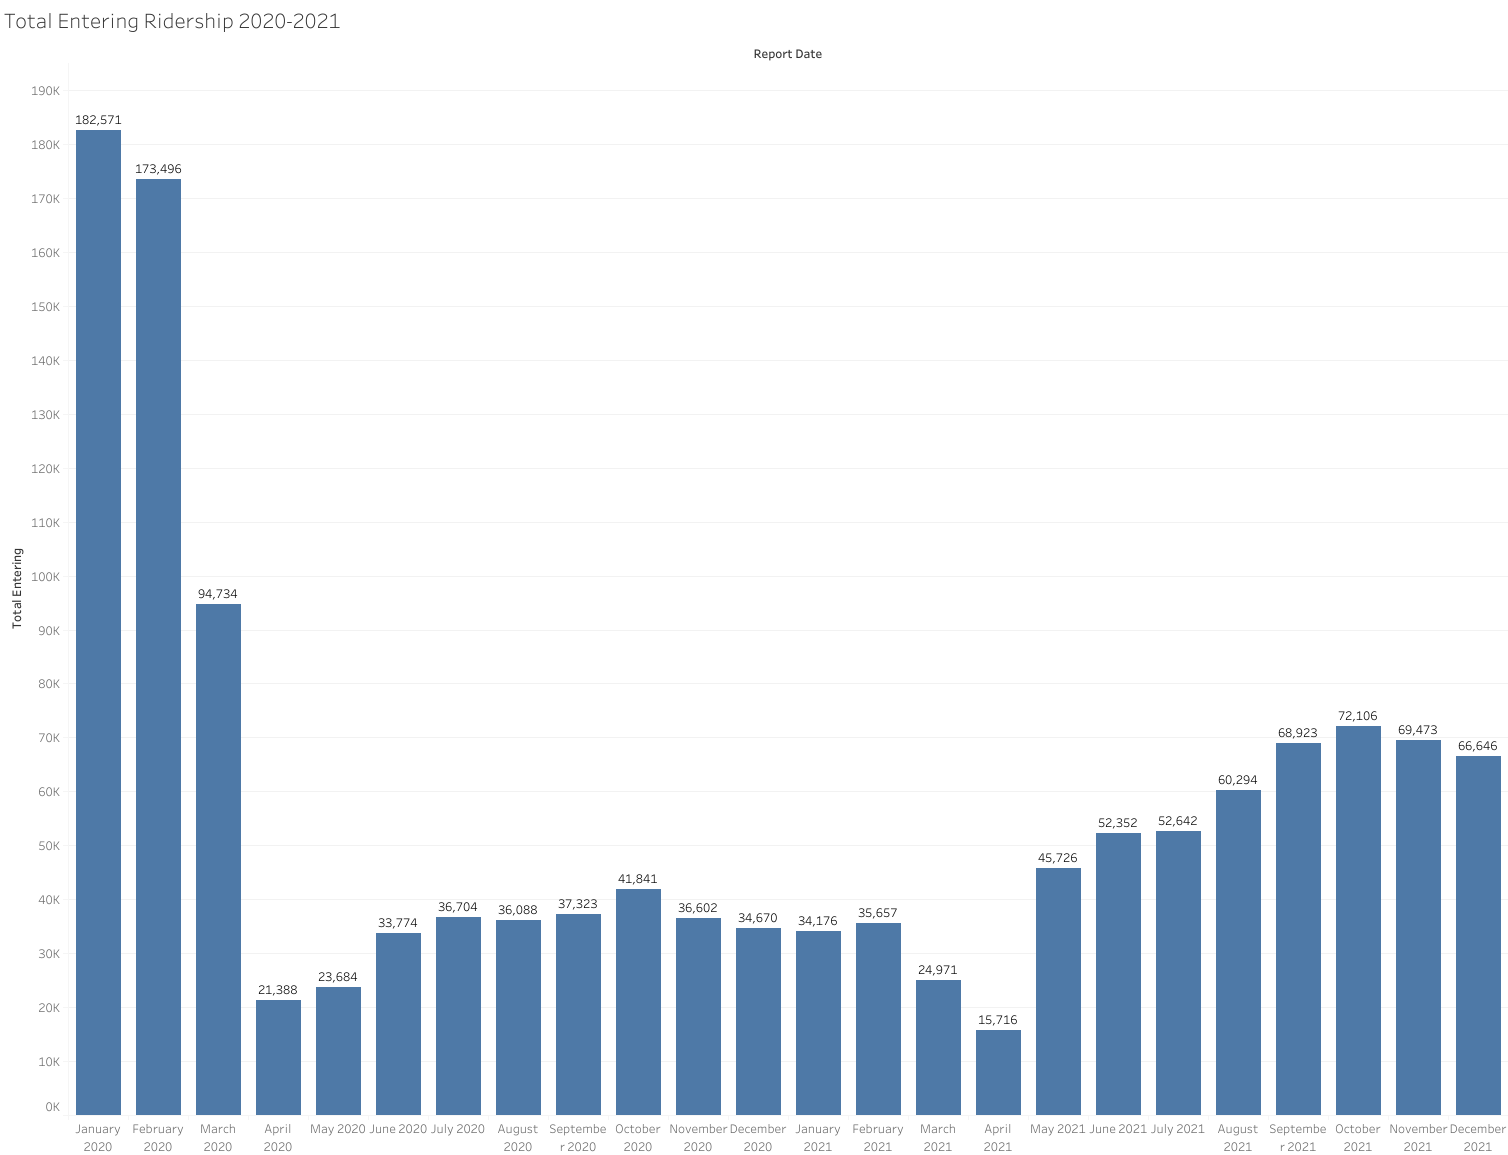 Total Entering Ridership 2020-2021
Report Date
Total Entering
190K
180K
170K
160K
150K
140K
130K
120K
110K
100K
90K
80K
70K
60K
50K
40K
30K
20K
10K
0K
182,571
173,496
94,734
21,388
23,684
33,774
36,704
36,088
37,323
41,841
36,602
34,670
34,176
35,657
24,971
15,716
45,726
52,352
52,642
60,294
68,923
72,106
69,473
66,646
January
2020
February
2020
March
2020
April
2020
May 2020
June 2020
July 2020
August
2020
Septembe
r 2020
October
2020
November
2020
December
2020
January
2021
February
2021
March
2021
April
2021
May 2021
June 2021
July 2021
August
2021
Septembe
r 2021
October
2021
November
2021
December
2021